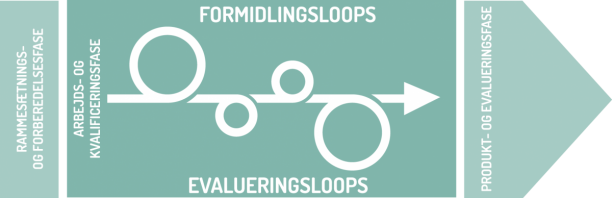 RAMMESÆTNINGS-
OG FORBEREDELSESFASE
ARBEJDS- OG
KVALIFICERINGSFASE
FORMIDLINGSLOOPS
EVALUERINGSLOOPS
PRODUKT- OG EVALUERINGSFASE